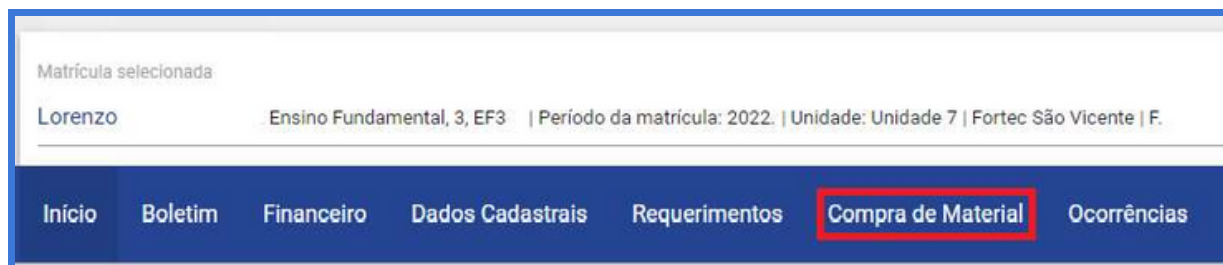 Matrícula selecionada
Lorenzo Ensino Fundamental, 3, EF3 | Período da matrícula: 2022. | Unidade: Unidade 7 | Fortec São Vicente | F.
Início Boletim Financeiro Dados Cadastrais Requerimentos Compra de Material Ocorrências